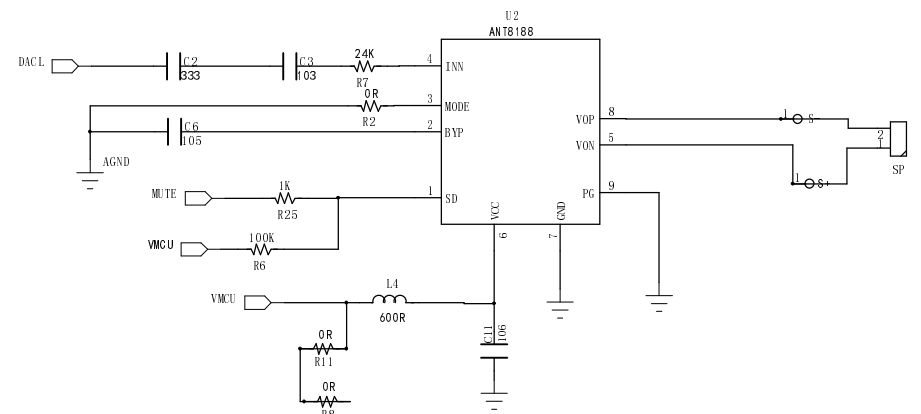 U2
ANT8188
DACL
C2
333
C3
103
24K
R7
4
INN
0R
R2
3
MODE
C6
105
2
BYP
AGND
MUTE
1K
R25
1
SD
VMCU
100K
R6
VCC
6
GND
7
VOP
8
VON
5
PG
9
1
S-
1
S+
2
1
SP
VMCU
L4
600R
C11
106
0R
R11
0R
R8